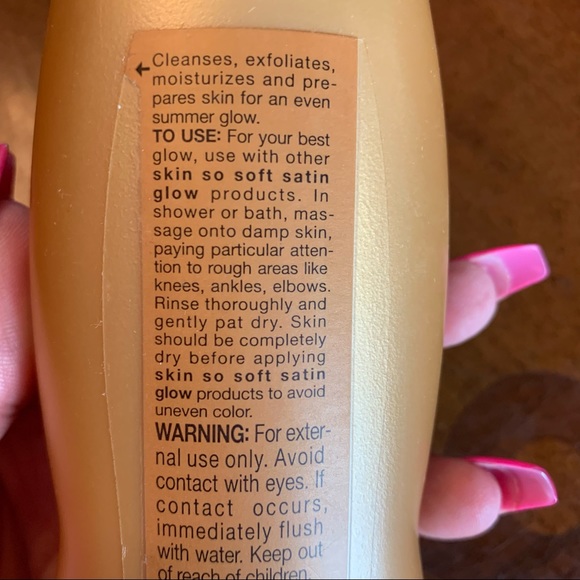 Cleanses, exfoliates,
moisturizes and pre-
pares skin for an even
summer glow.
TO USE: For your best
glow, use with other
skin so soft satin
glow products. In
shower or bath, mas-
sage onto damp skin,
paying particular atten-
tion to rough areas like
knees, ankles, elbows.
Rinse thoroughly and
gently pat dry. Skin
should be completely
dry before applying
skin so soft satin
glow products to avoid
uneven color.
WARNING: For exter-
nal use only. Avoid
contact with eyes. If
contact occurs,
immediately flush
with water. Keep out
of reach of children.